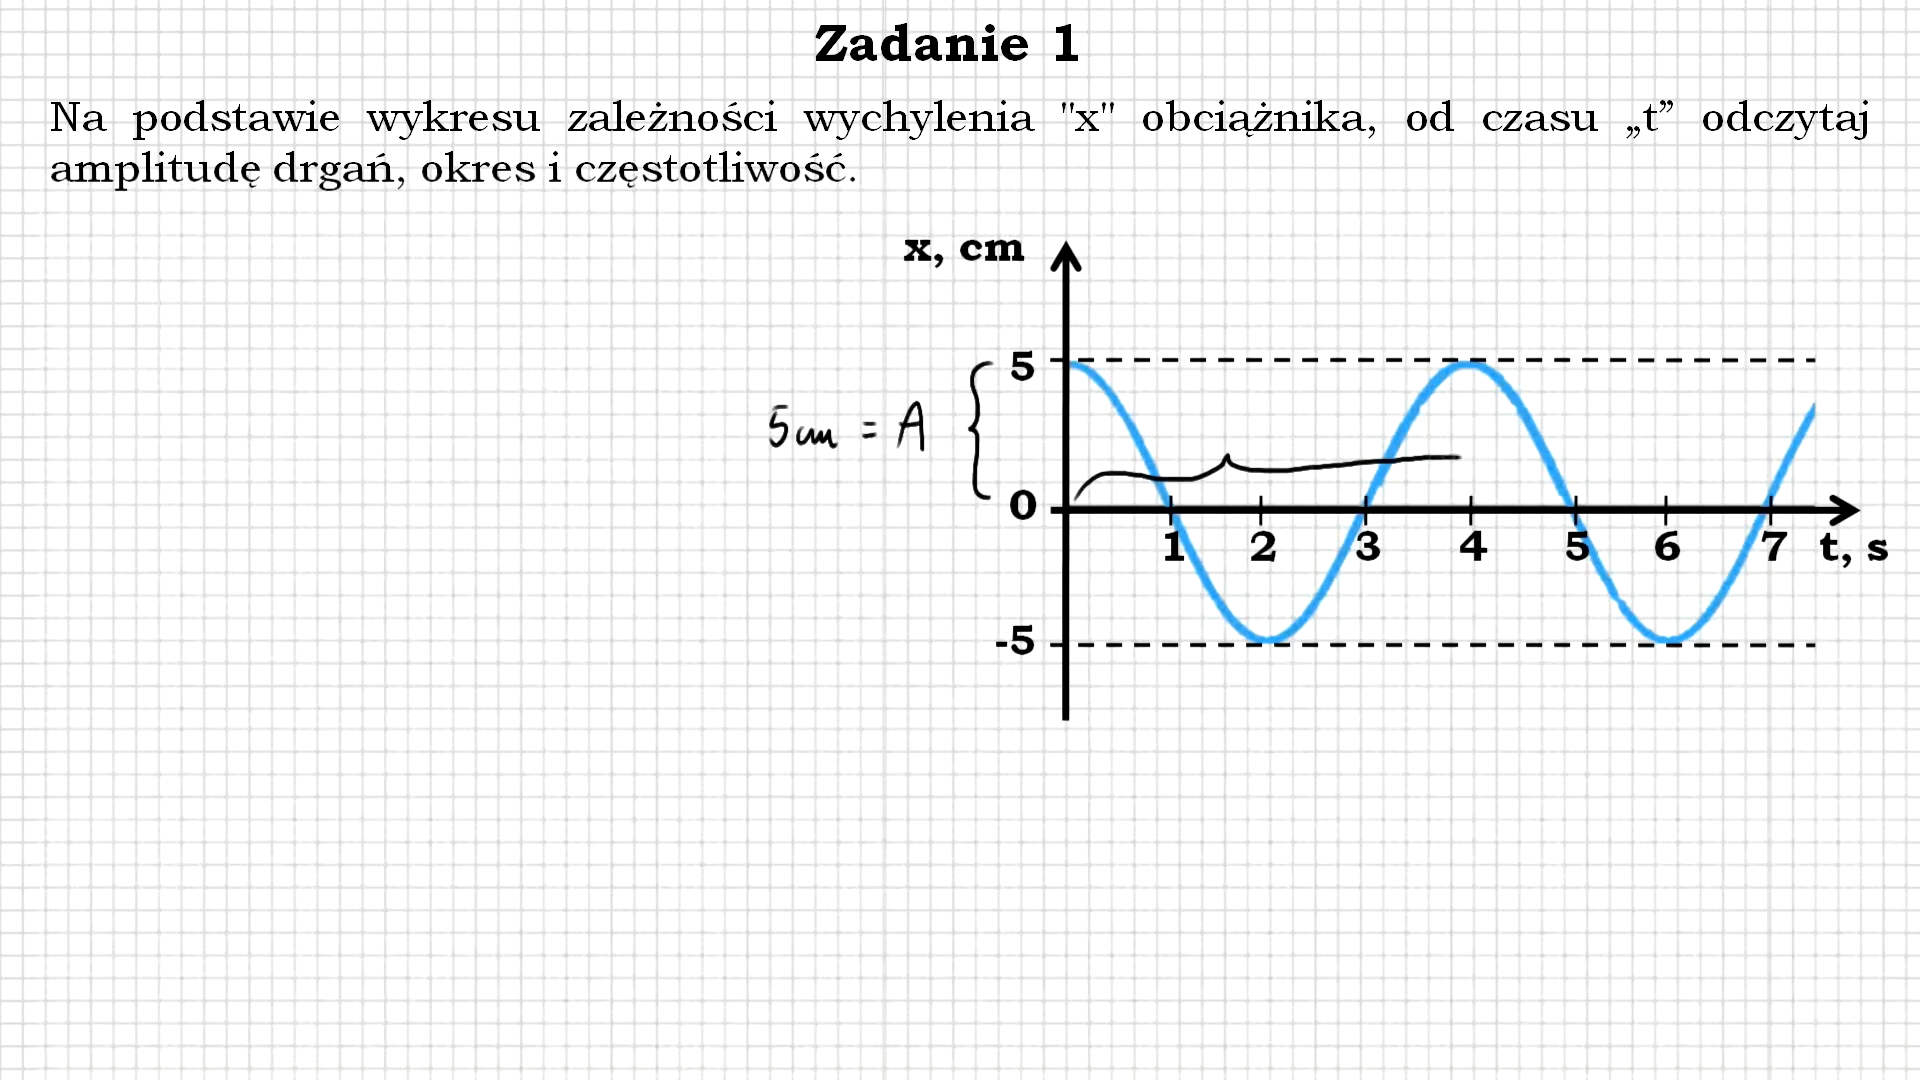 Zadanie 1
Na podstawie wykresu zależności wychylenia "x" obciążnika, od czasu „t” odczytaj
amplitudę drgań, okres i częstotliwość.
x, cm
5
5cm = A
0
1 2 3 4 5 6 7 t, s
-5